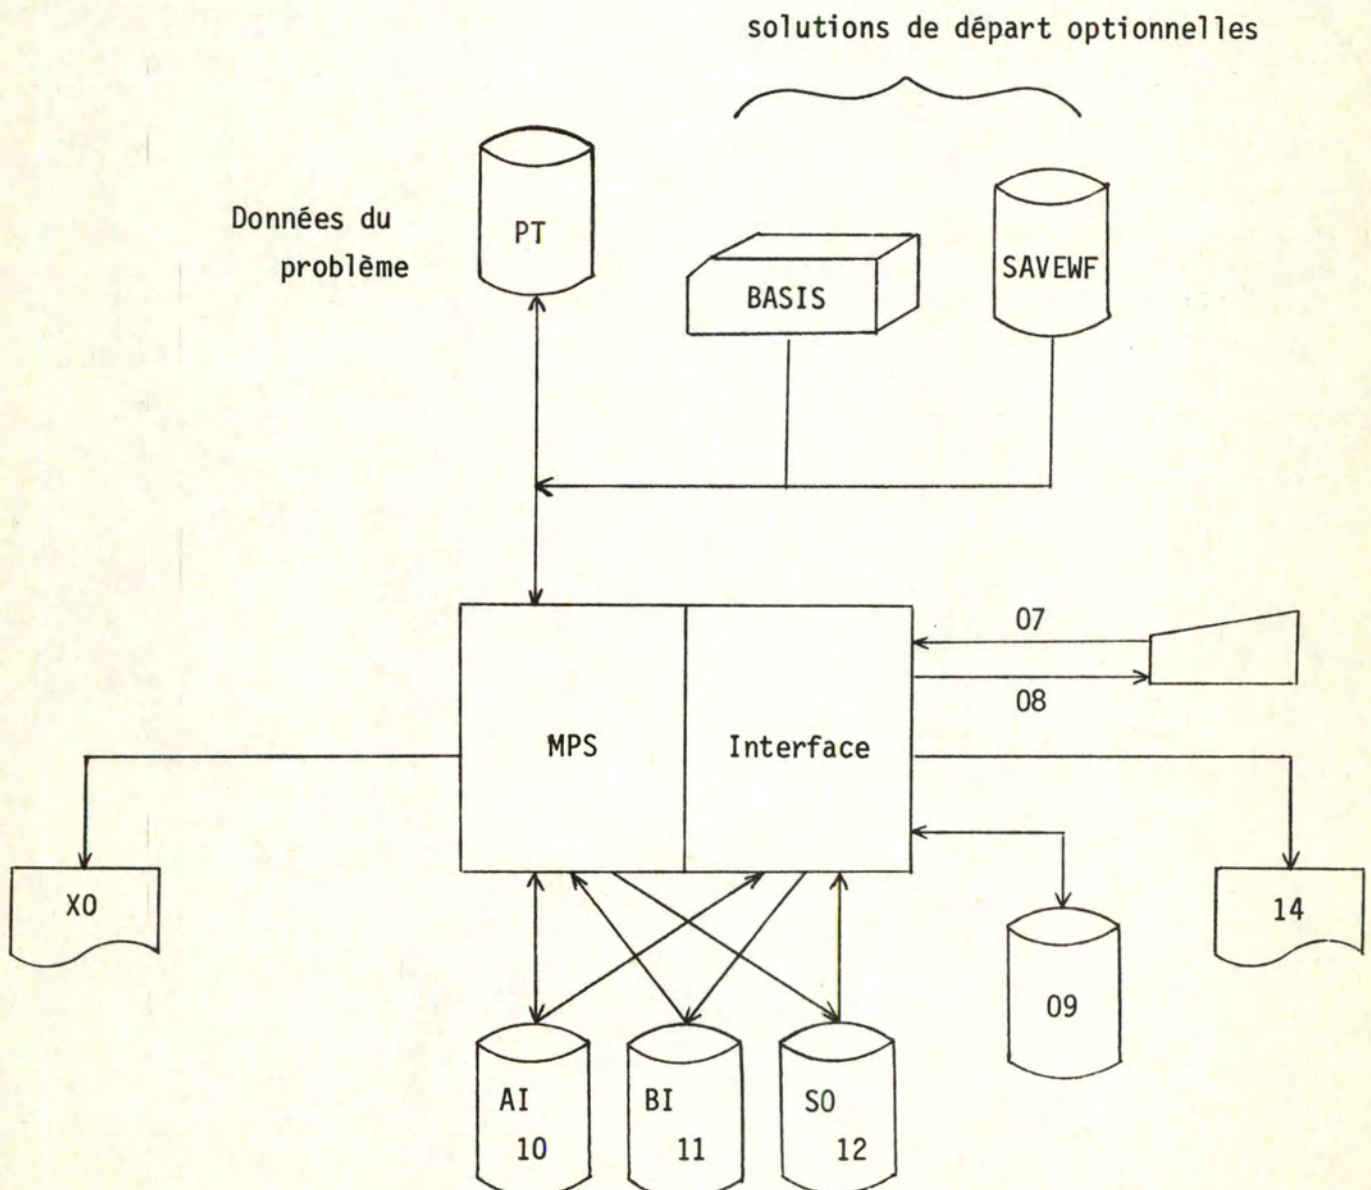 solutions de départ optionnelles
Données du
problème
PT
BASIS
SAVEWF
07
08
MPS
Interface
XO
14
09
AI
10
BI
11
SO
12